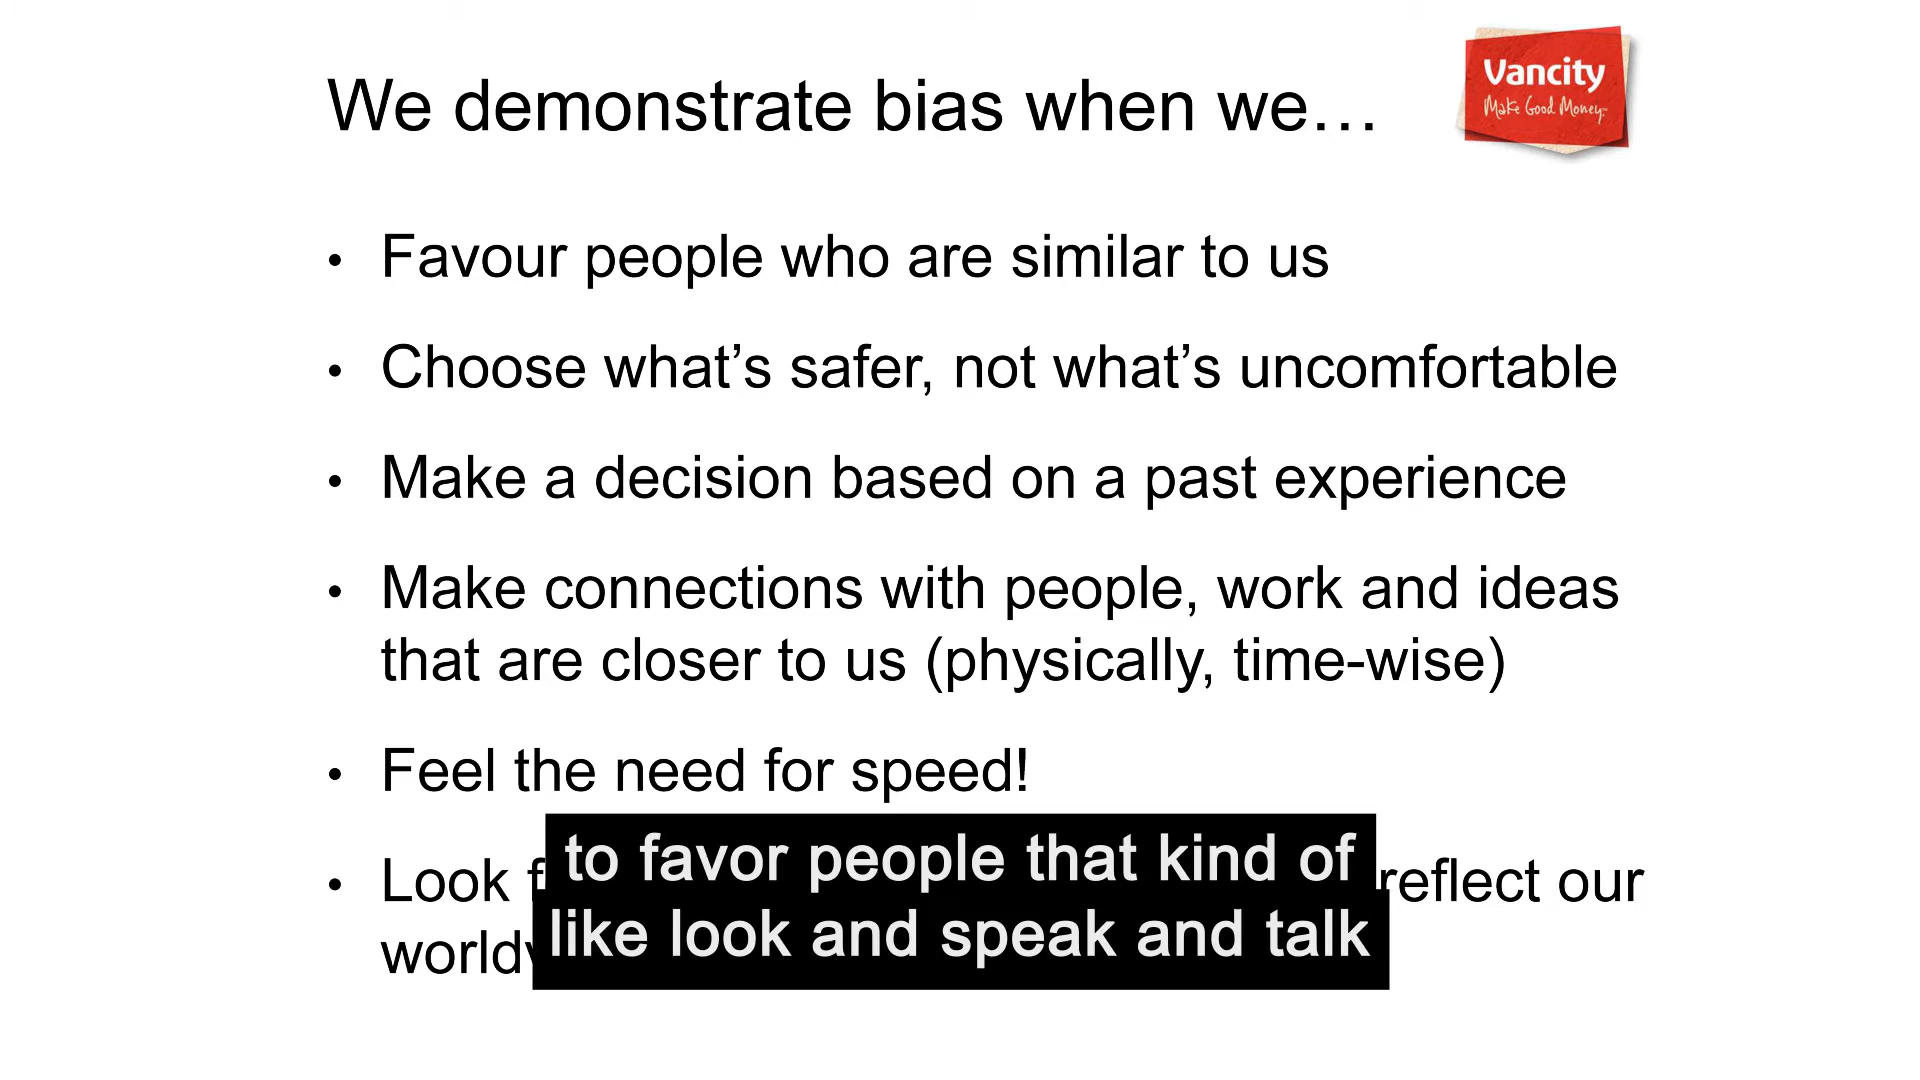 We demonstrate bias when we…
Vancity
Make Good Money™
• Favour people who are similar to us
• Choose what’s safer, not what’s uncomfortable
• Make a decision based on a past experience
• Make connections with people, work and ideas
that are closer to us (physically, time-wise)
• Feel the need for speed!
• Look reflect our
to favor people that kind of
like look and speak and talk